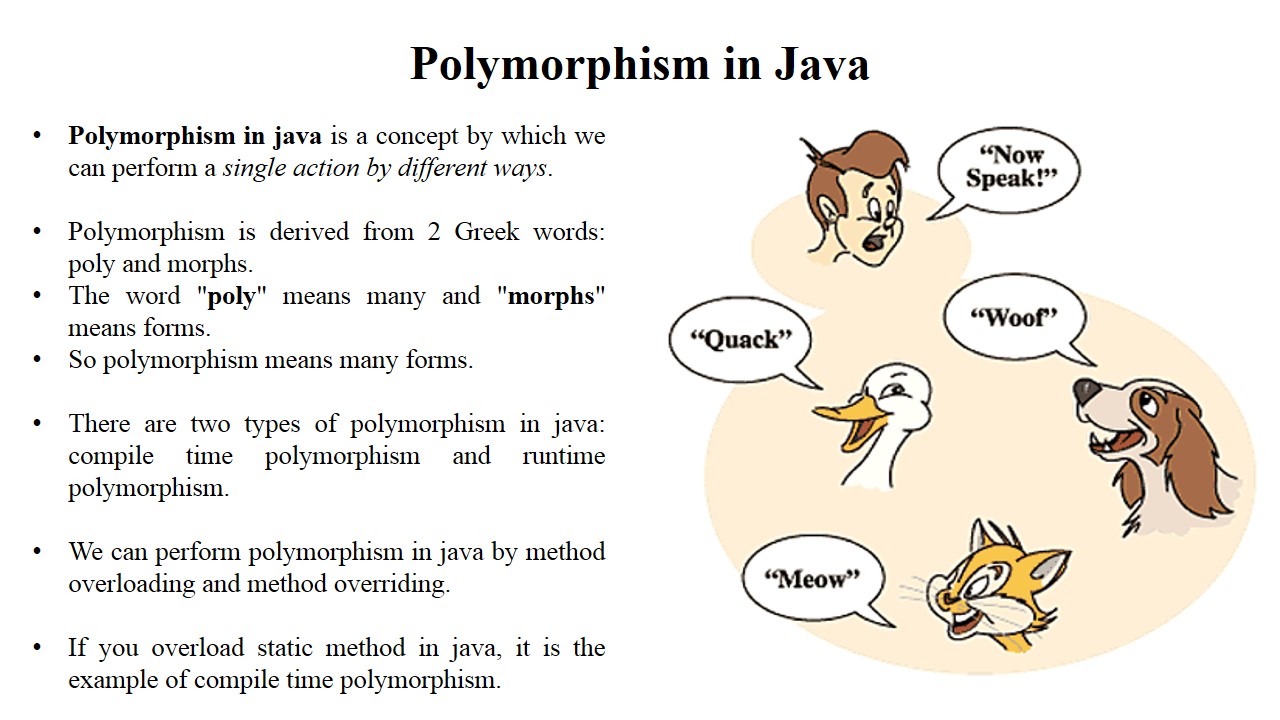 Polymorphism in Java
• Polymorphism in java is a concept by which we
can perform a single action by different ways.
• Polymorphism is derived from 2 Greek words:
poly and morphs.
• The word "poly" means many and "morphs"
means forms.
• So polymorphism means many forms.
• There are two types of polymorphism in java:
compile time polymorphism and runtime
polymorphism.
• We can perform polymorphism in java by method
overloading and method overriding.
• If you overload static method in java, it is the
example of compile time polymorphism.
“Now
Speak!”
“Quack”
“Woof”
“Meow”